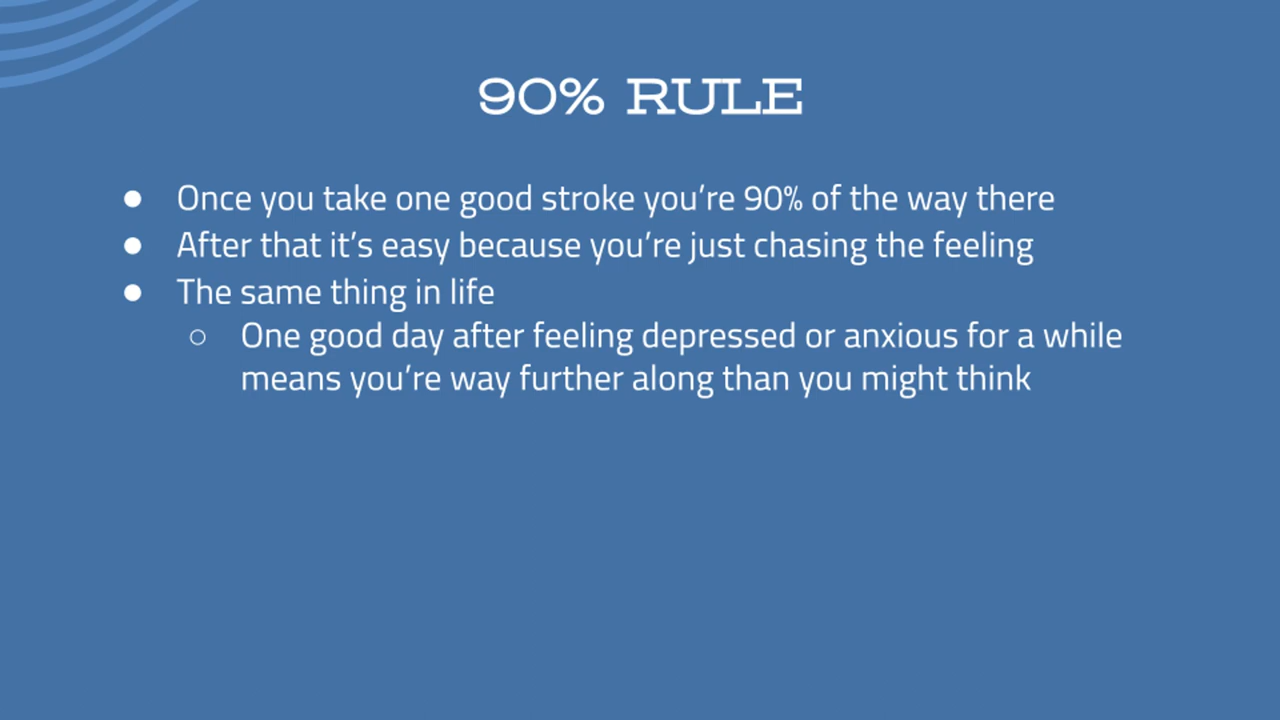 90% RULE
● Once you take one good stroke you're 90% of the way there
● After that it's easy because you're just chasing the feeling
● The same thing in life
○ One good day after feeling depressed or anxious for a while
means you're way further along than you might think